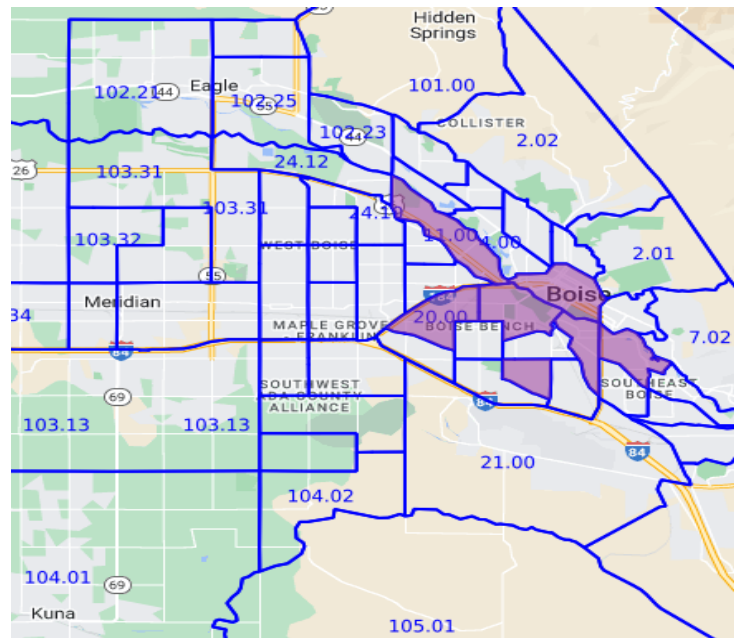 55
Hidden
Springs
101.00
102.21
44
Eagle
102.25
55
COLLISTER
102.23
44
2.02
26
103.31
24.12
103.31
24.10
103.32
11.00
4.00
WEST BOISE
2.01
55
84
Boise
Meridian
34
20.00
MAPLE GROVE
- FRANKLIN
BOISE BENCH
7.02
84
69
SOUTHWEST
ADA COUNTY
ALLIANCE
SOUTHEAST
BOISE
84
103.13
103.13
84
21.00
104.02
104.01
69
Kuna
105.01